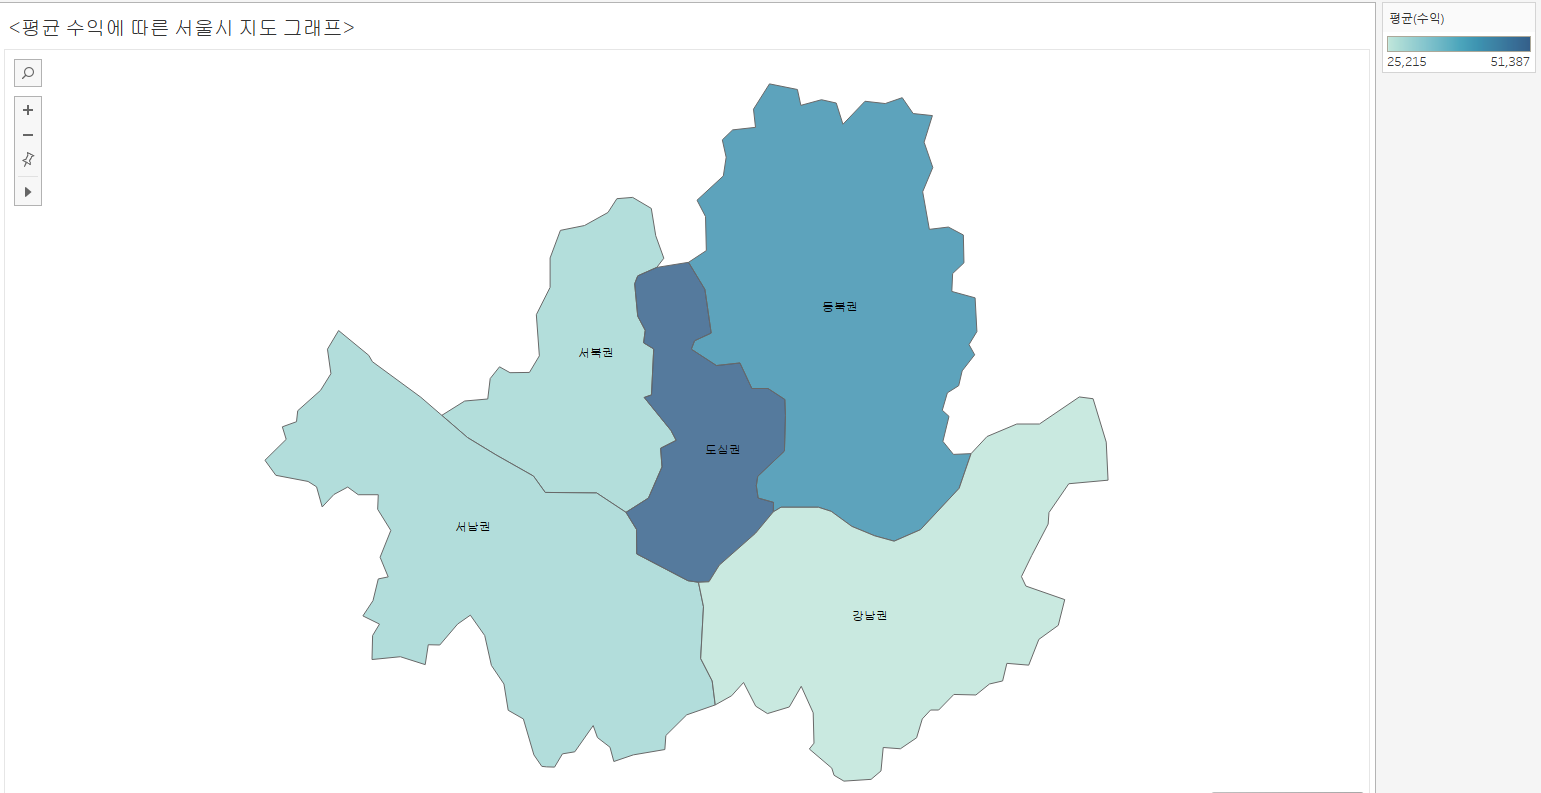 <평균 수익에 따른 서울시 지도 그래프>
평균(수익)
25,215 51,387
동북권
서북권
도심권
서남권
강남권